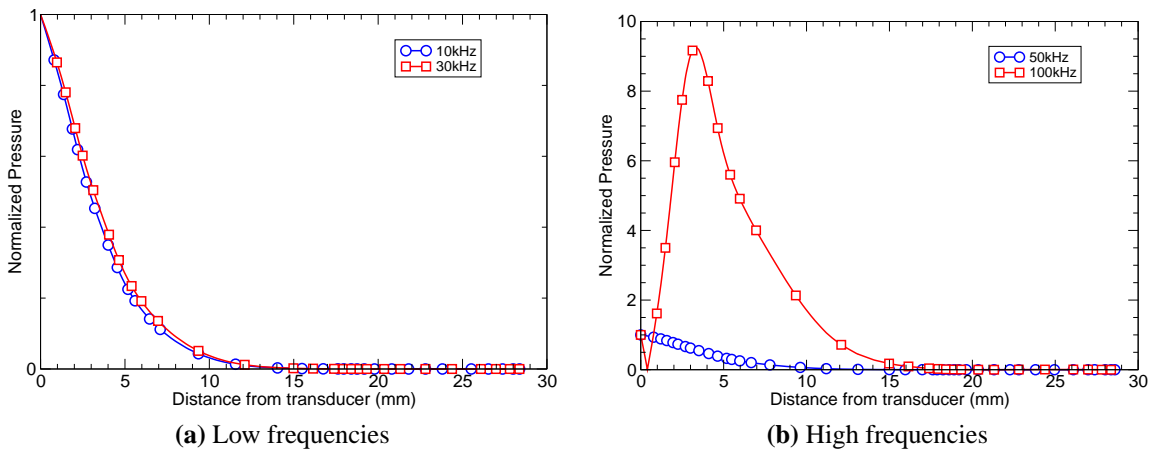 1
0
0 5 10 15 20 25 30
Normalized Pressure
Distance from transducer (mm)
10kHz
30kHz
(a) Low frequencies
10
8
6
4
2
0
0 5 10 15 20 25 30
Normalized Pressure
Distance from transducer (mm)
50kHz
100kHz
(b) High frequencies